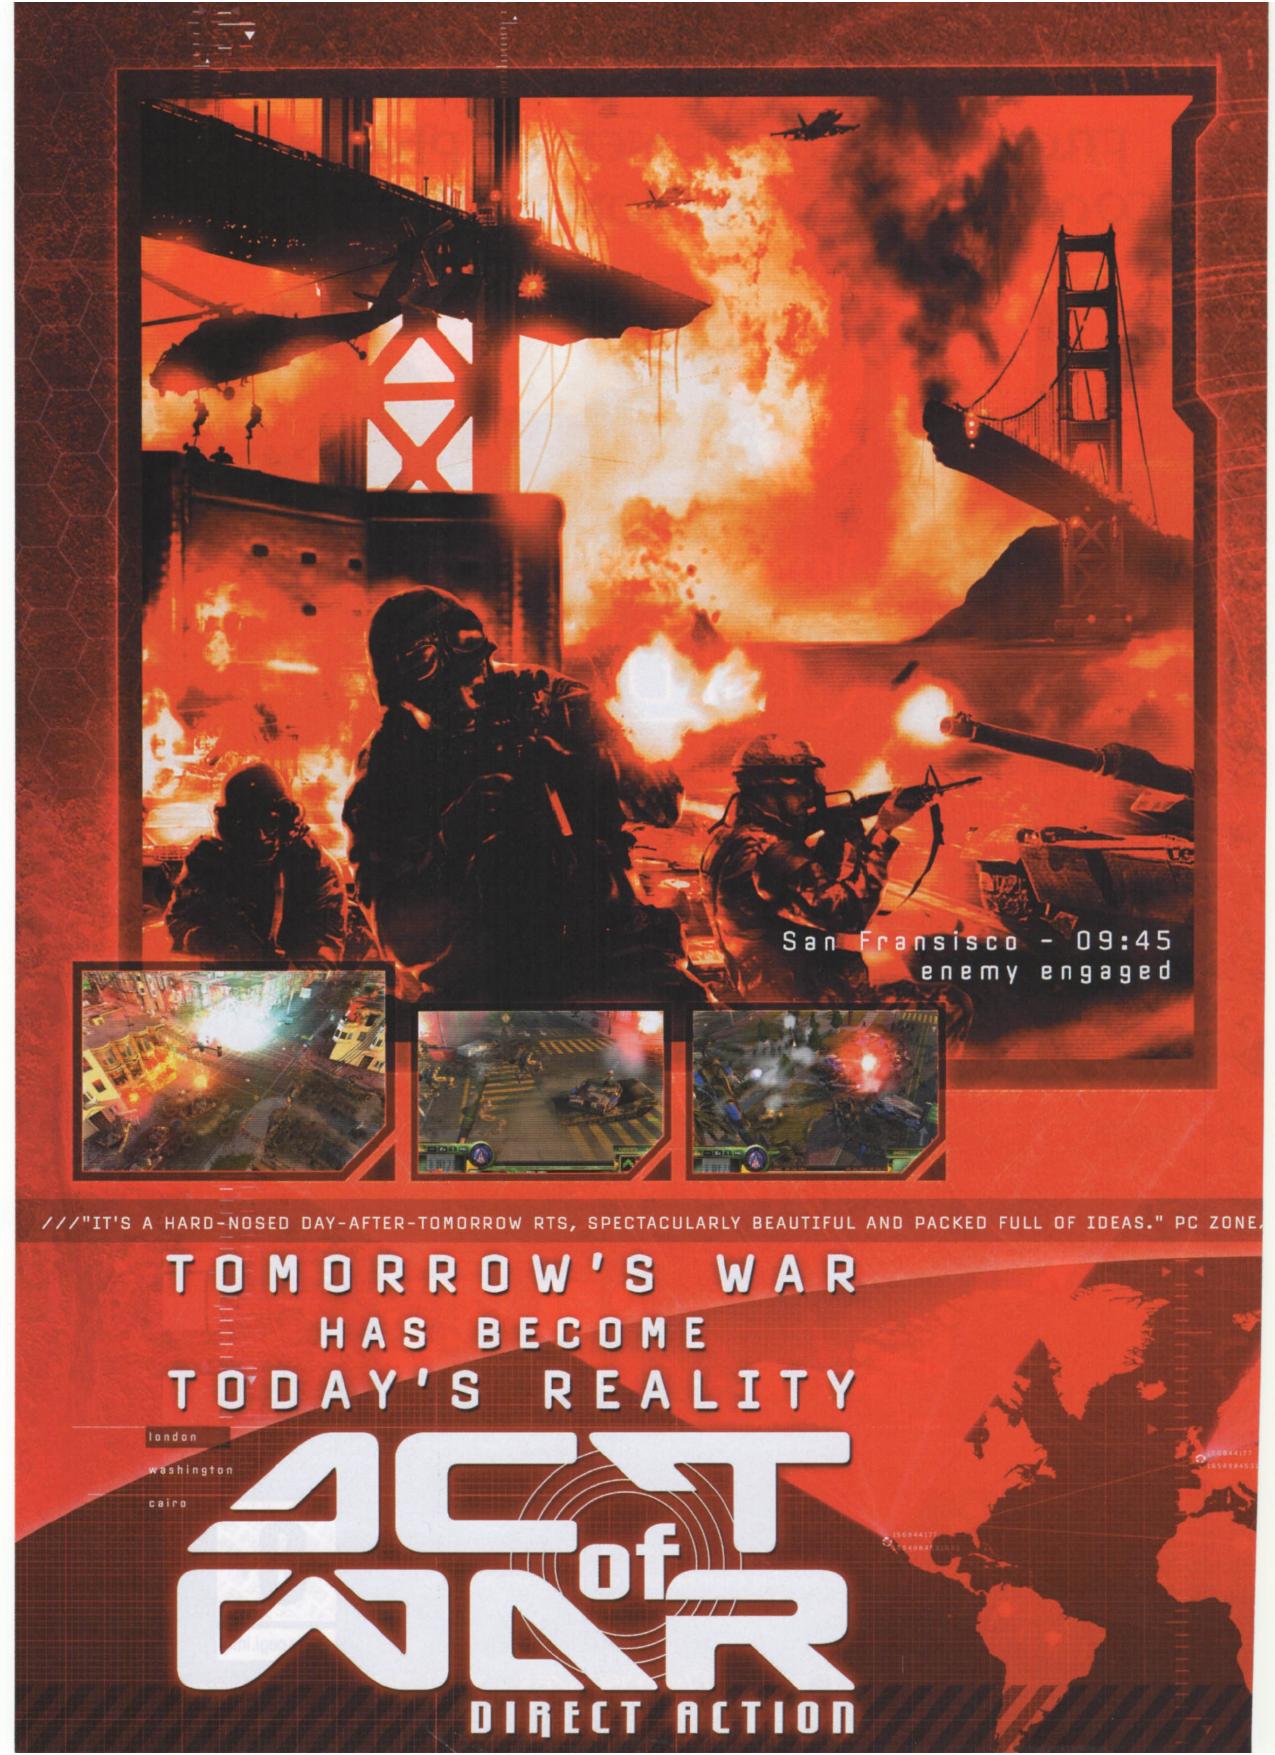 San Fransisco - 09:45
enemy engaged
///"IT'S A HARD-NOSED DAY-AFTER-TOMORROW RTS, SPECTACULARLY BEAUTIFUL AND PACKED FULL OF IDEAS." PC ZONE.
TOMORROW'S WAR
HAS BECOME
TODAY'S REALITY
london
washington
cairo
ACT
of
WAR
DIRECT ACTION